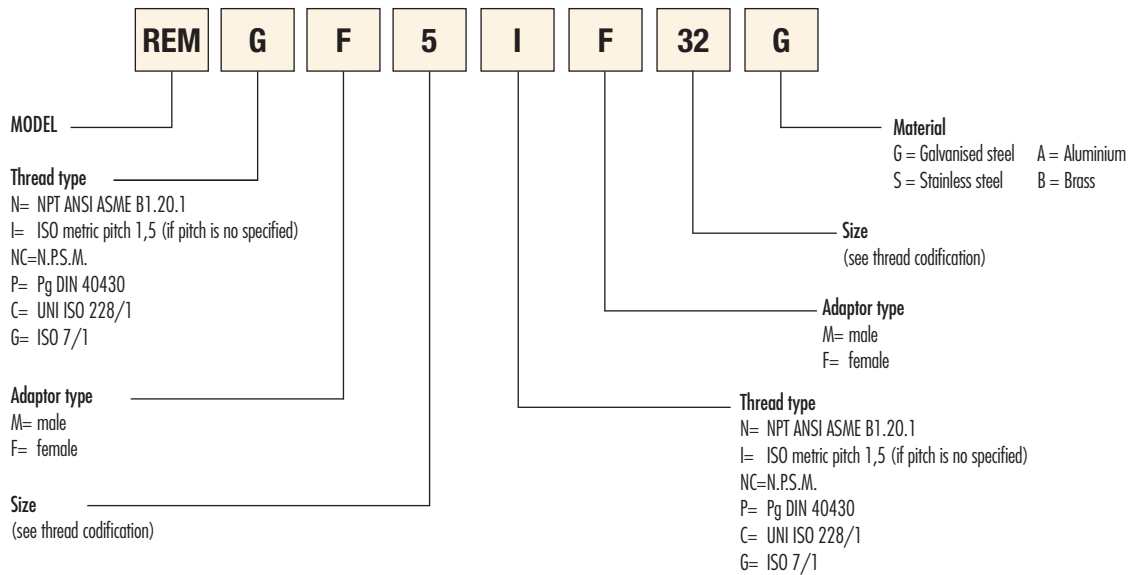 REM G F 5 I F 32 G
MODEL
Thread type
N= NPT ANSI ASME B1.20.1
I= ISO metric pitch 1,5 (if pitch is no specified)
NC=N.P.S.M.
P= Pg DIN 40430
C= UNI ISO 228/1
G= ISO 7/1
Adaptor type
M= male
F= female
Size
(see thread codification)
Material
G = Galvanised steel A = Aluminium
S = Stainless steel B = Brass
Size
(see thread codification)
Adaptor type
M= male
F= female
Thread type
N= NPT ANSI ASME B1.20.1
I= ISO metric pitch 1,5 (if pitch is no specified)
NC=N.P.S.M.
P= Pg DIN 40430
C= UNI ISO 228/1
G= ISO 7/1